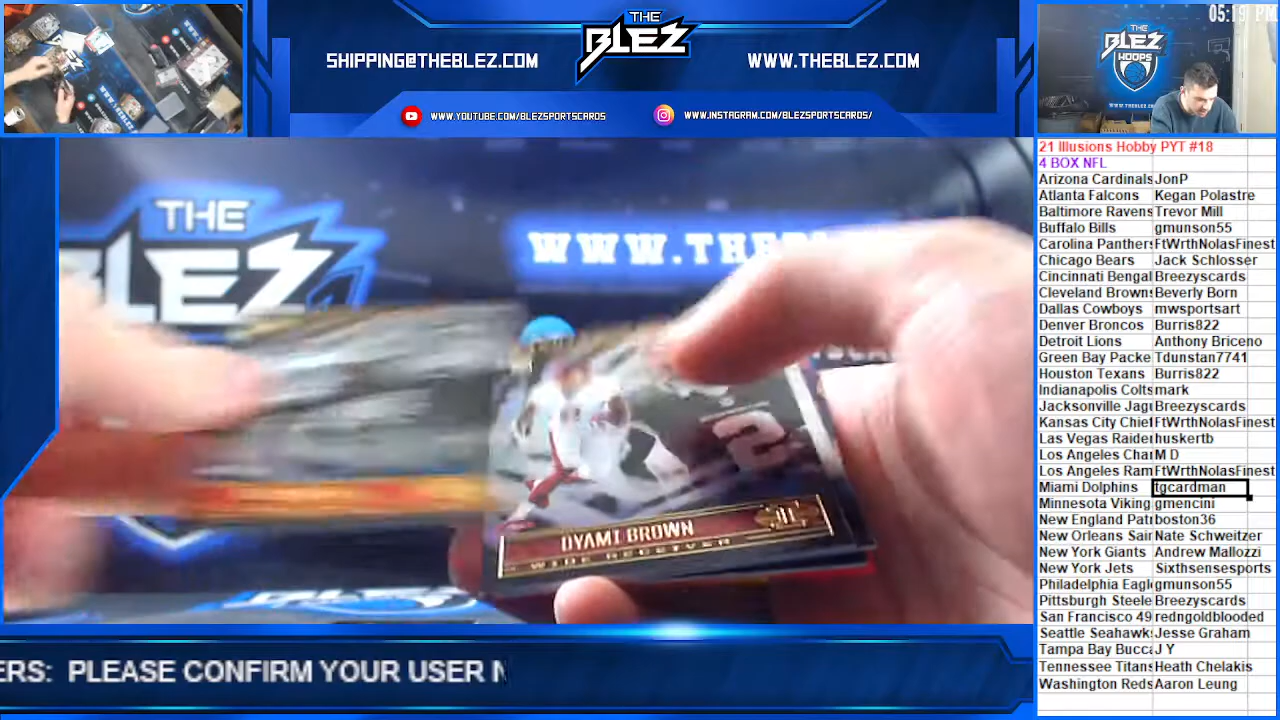 05:19 PM
THE
BLEZ
SHIPPING@THEBLEZ.COM
WWW.THEBLEZ.COM
WWW.YOUTUBE.COM/BLEZSPORTSCARDS
WWW.INSTAGRAM.COM/BLEZSPORTSCARDS/
THE
BLEZ
HOOPS
THE
BLEZ
WWW.THE
2
DYAMI BROWN
WIDE RECEIVER
21 Illusions Hobby PYT #18
4 BOX NFL
Arizona Cardinals JonP
Atlanta Falcons Kegan Polastre
Baltimore Ravens Trevor Mill
Buffalo Bills gmunson55
Carolina Panthers FtWrthNolasFinest
Chicago Bears Jack Schlosser
Cincinnati Bengal Breezyscards
Cleveland Browns Beverly Born
Dallas Cowboys mwsportsart
Denver Broncos Burris822
Detroit Lions Anthony Briceno
Green Bay Packe Tdunstan7741
Houston Texans Burris822
Indianapolis Colts mark
Jacksonville Jagu Breezyscards
Kansas City Chief FtWrthNolasFinest
Las Vegas Raide huskertb
Los Angeles Char M D
Los Angeles Ram FtWrthNolasFinest
Miami Dolphins tgcardman
Minnesota Viking gmencini
New England Patr boston36
New Orleans Sain Nate Schweitzer
New York Giants Andrew Mallozzi
New York Jets Sixthsensesports
Philadelphia Eagl gmunson55
Pittsburgh Steele Breezyscards
San Francisco 49 redngoldblooded
Seattle Seahawk Jesse Graham
Tampa Bay Bucca J Y
Tennessee Titans Heath Chelakis
Washington Reds Aaron Leung
ERS: PLEASE CONFIRM YOUR USER N